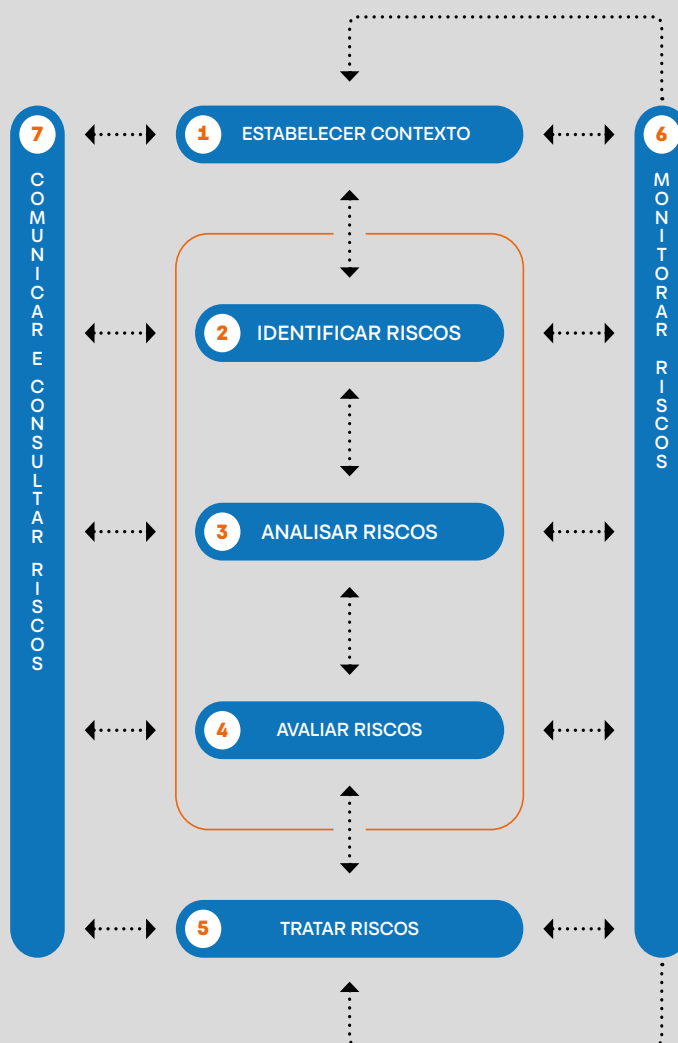 7
COMUNICAR E CONSULTAR RISCOS
1
ESTABELECER CONTEXTO
2
IDENTIFICAR RISCOS
3
ANALISAR RISCOS
4
AVALIAR RISCOS
5
TRATAR RISCOS
6
MONITORAR RISCOS